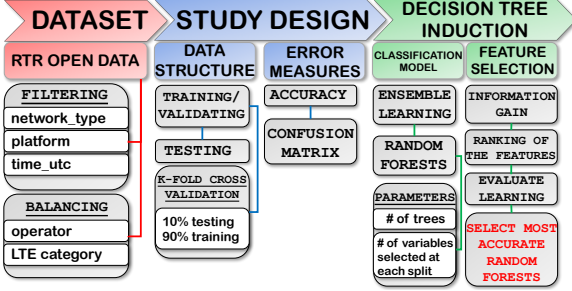 DATASET
STUDY DESIGN
DECISION TREE
INDUCTION
RTR OPEN DATA
DATA
STRUCTURE
ERROR
MEASURES
CLASSIFICATION
MODEL
FEATURE
SELECTION
FILTERING
network_type
platform
time_utc
BALANCING
operator
LTE category
TRAINING/
VALIDATING
TESTING
K-FOLD CROSS
VALIDATION
10% testing
90% training
ACCURACY
CONFUSION
MATRIX
ENSEMBLE
LEARNING
RANDOM
FORESTS
PARAMETERS
# of trees
# of variables
selected at
each split
INFORMATION
GAIN
RANKING OF
THE FEATURES
EVALUATE
LEARNING
SELECT MOST
ACCURATE
RANDOM
FORESTS